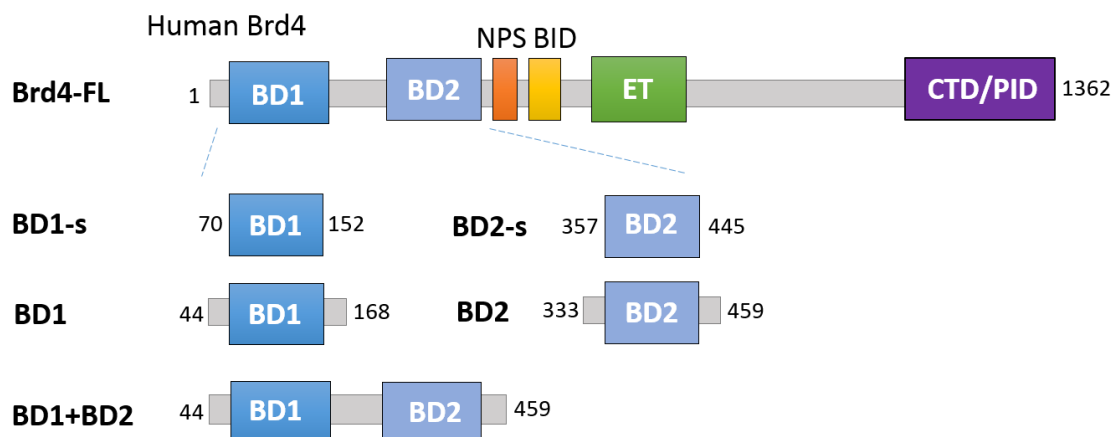 Human Brd4
NPS BID
Brd4-FL 1 BD1 BD2 ET CTD/PID 1362
BD1-s 70 BD1 152 BD2-s 357 BD2 445
BD1 44 BD1 168 BD2 333 BD2 459
BD1+BD2 44 BD1 BD2 459